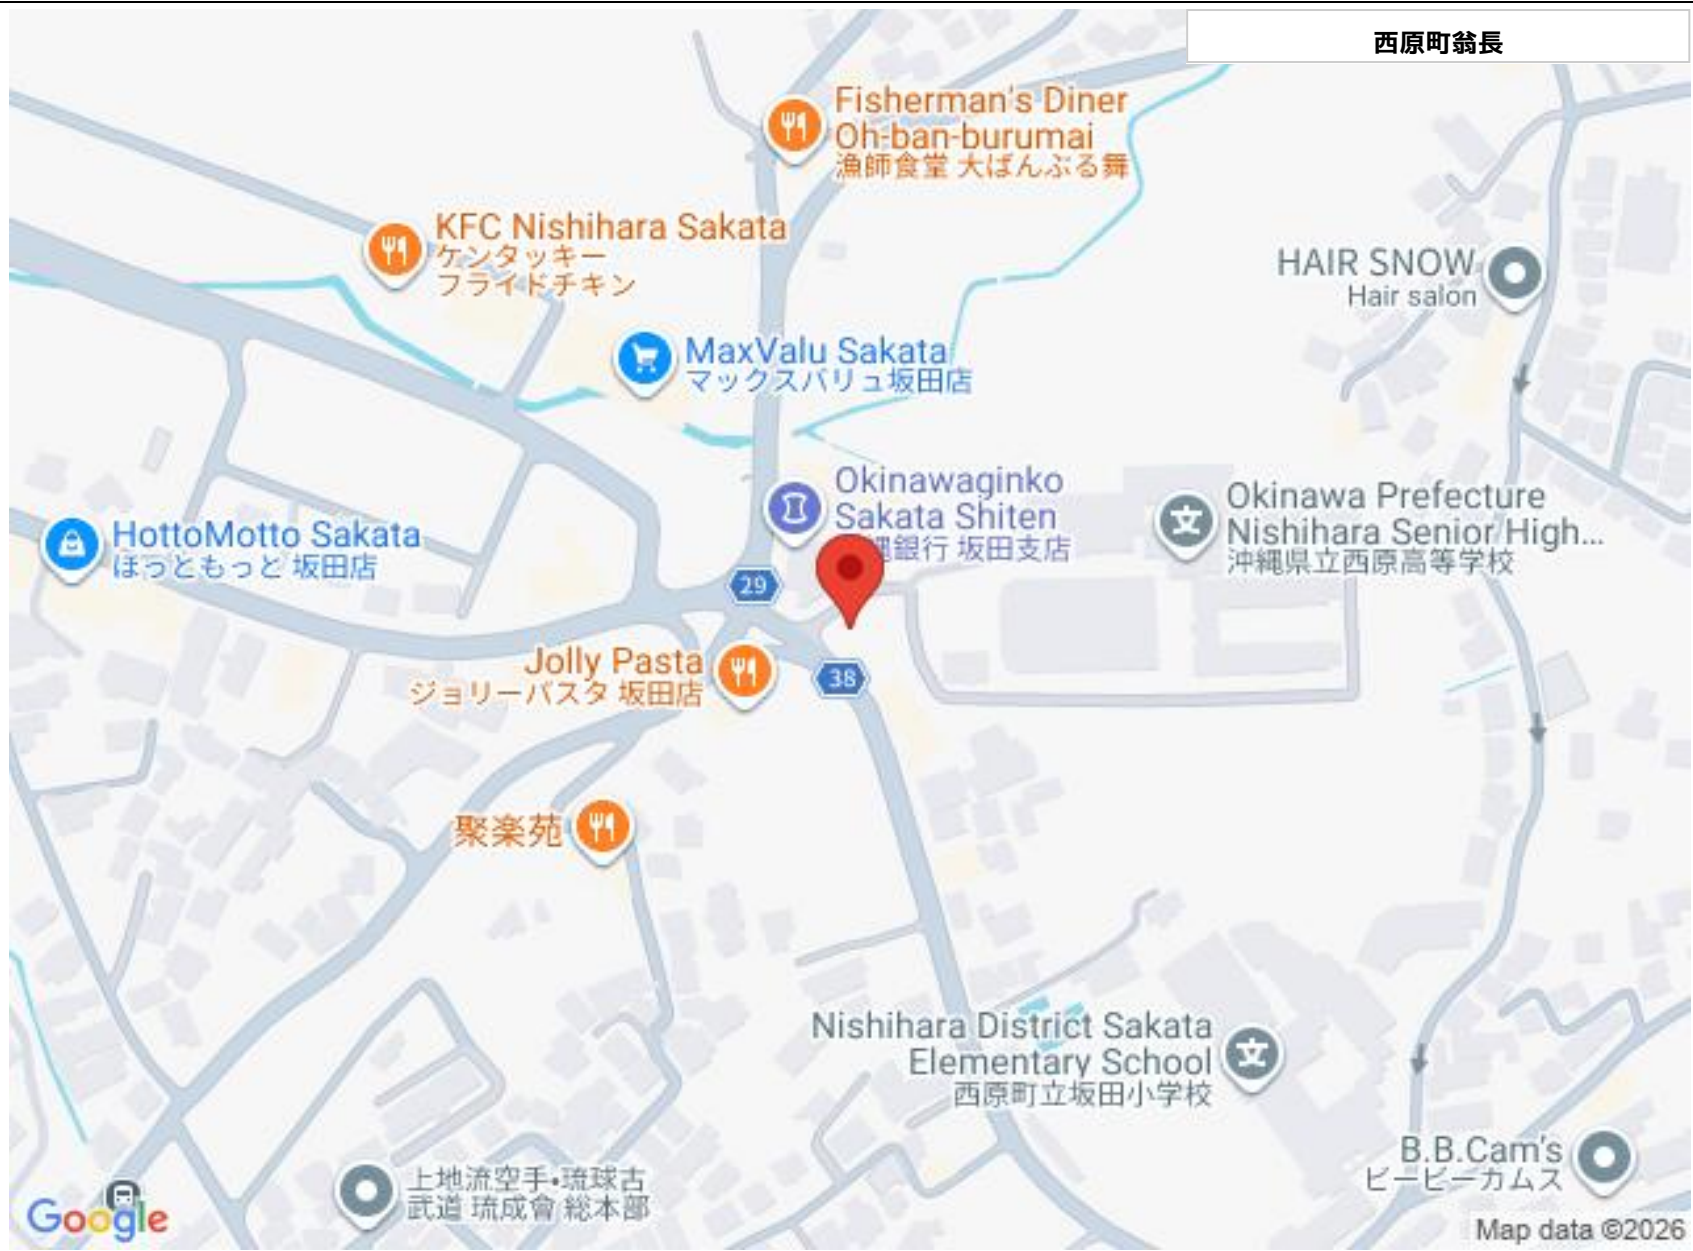 西原町翁長
Fisherman's Diner
Oh-ban-burumai
漁師食堂 大ばんぶる舞
KFC Nishihara Sakata
ケンタッキー
フライドチキン
HAIR SNOW
Hair salon
MaxValu Sakata
マックスバリュ坂田店
Okinawaginko
Sakata Shiten
縄銀行 坂田支店
Okinawa Prefecture
Nishihara Senior High...
沖縄県立西原高等学校
HottoMotto Sakata
ほっともっと 坂田店
29
Jolly Pasta
ジョリーパスタ 坂田店
38
聚楽苑
Nishihara District Sakata
Elementary School
西原町立坂田小学校
B.B.Cam's
ビービーカムス
上地流空手•琉球古
武道 琉成會 総本部
Google
Map data ©2026